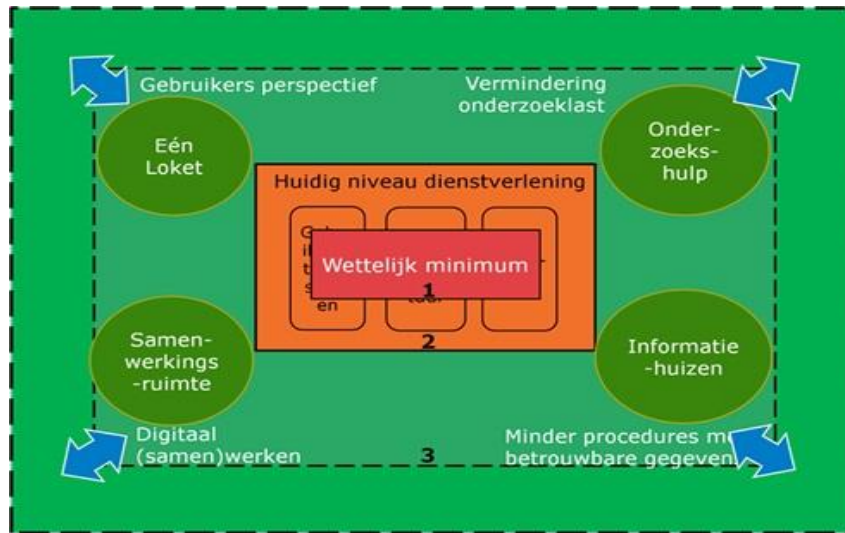 Gebruikers perspectief
Vermindering
onderzoeklast
Eén
Loket
Onder-
zoeks-
hulp
Huidig niveau dienstverlening
Wettelijk minimum
1
en
2
Samen-
werkings
-ruimte
Informatie
-huizen
Digitaal
(samen)werken
3
Minder procedures
betrouwbare